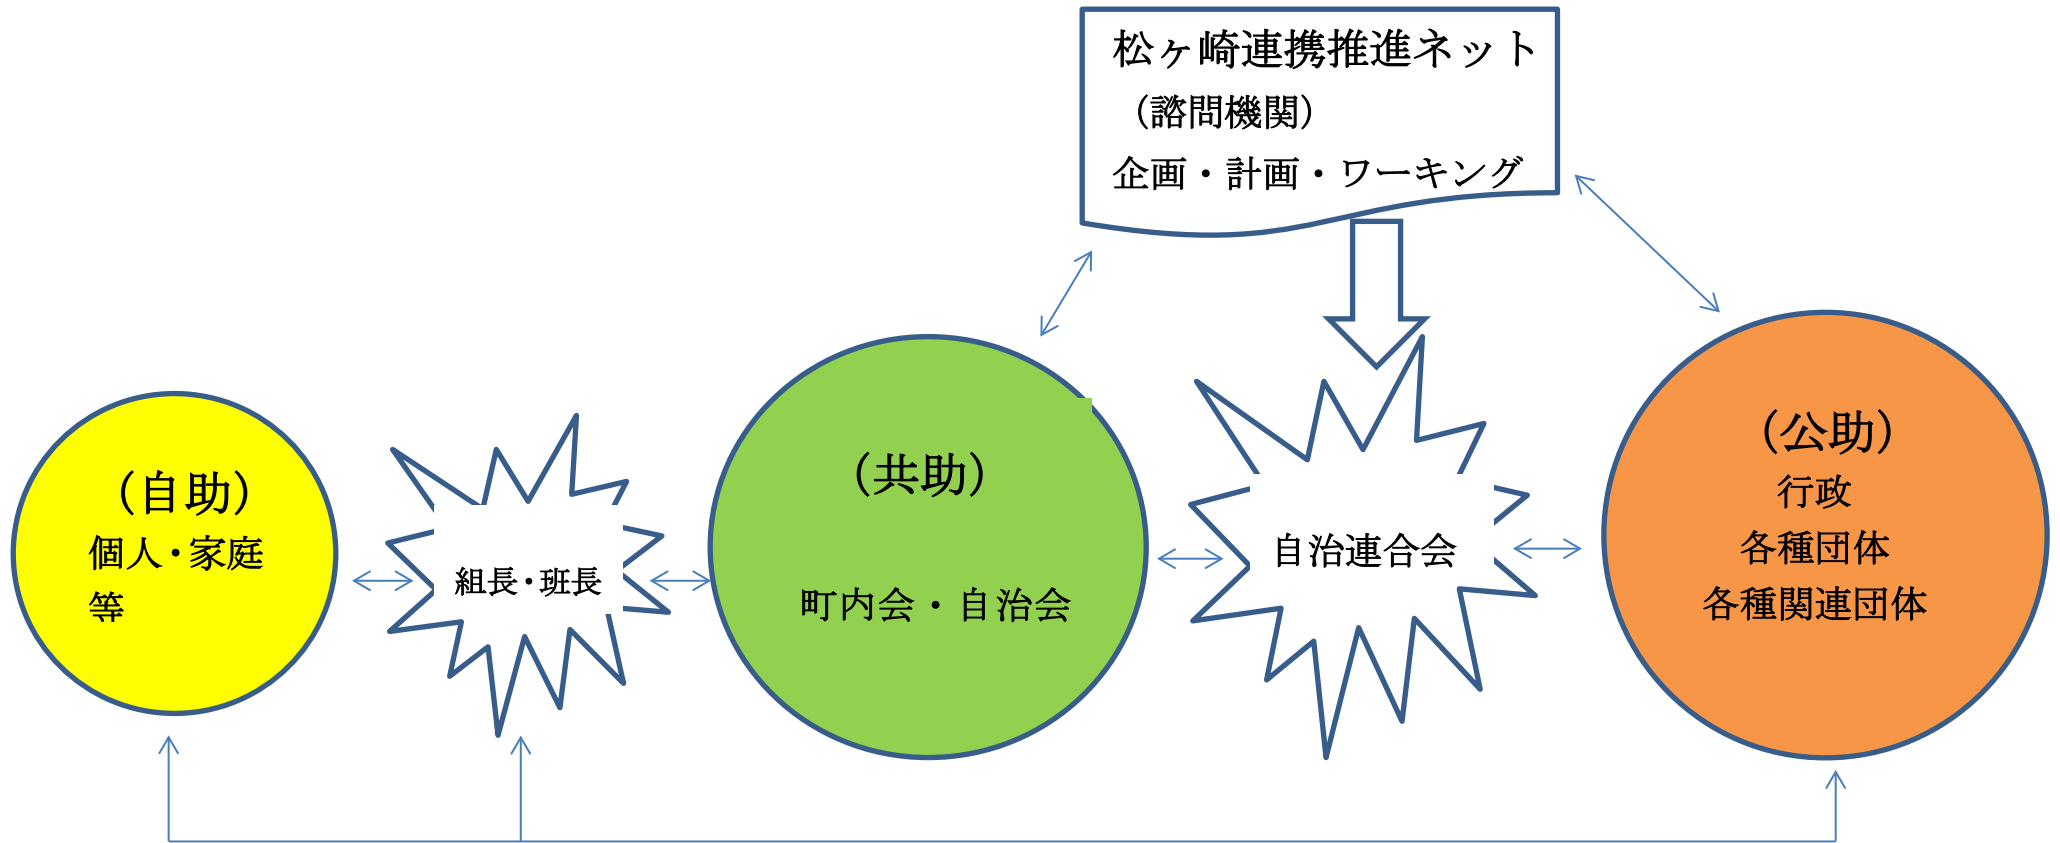 松ヶ崎連携推進ネット
（諮問機関）
企画・計画・ワーキング
（自助）
個人・家庭
等
組長・班長
（共助）
町内会・自治会
自治連合会
（公助）
行政
各種団体
各種関連団体